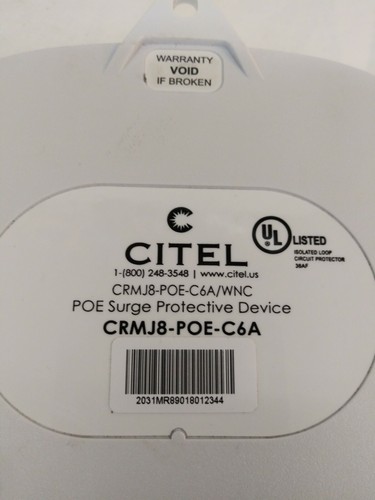 WARRANTY
VOID
IF BROKEN
CITEL
1-(800) 248-3548 | www.citel.us
UL LISTED
ISOLATED LOOP
CIRCUIT PROTECTOR
36AF
CRMJ8-POE-C6A/WNC
POE Surge Protective Device
CRMJ8-POE-C6A
2031MR89018012344